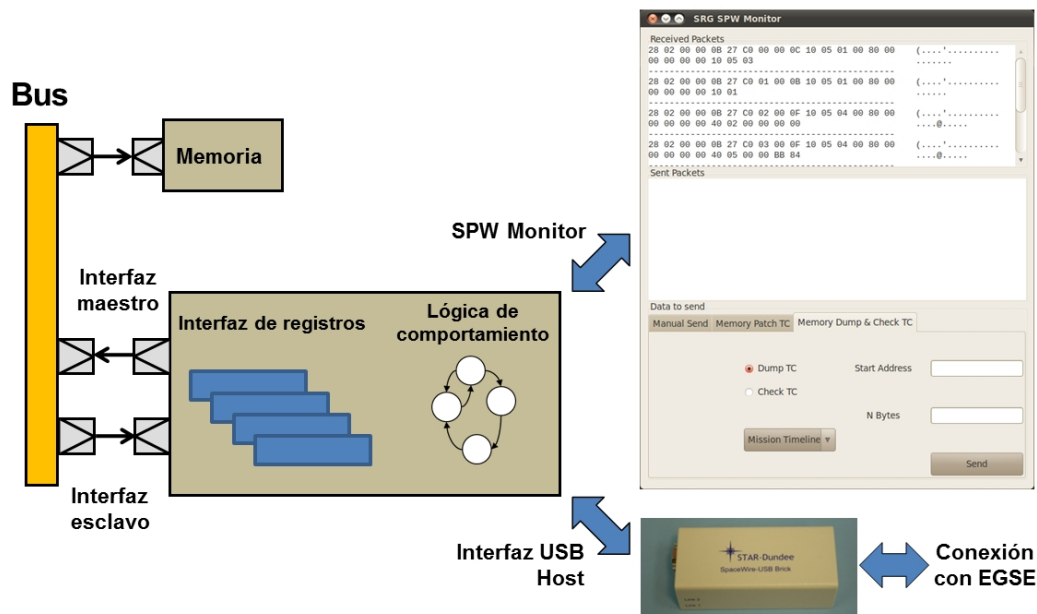 Bus
Memoria
Interfaz
maestro
Interfaz de registros
Lógica de
comportamiento
Interfaz
esclavo
SPW Monitor
Interfaz USB
Host
SRG SPW Monitor
Received Packets
28 02 00 00 0B 27 C0 00 00 0C 10 05 01 00 80 00 (....'..........
00 00 00 00 10 05 03 .......
------------------------------------------------
28 02 00 00 0B 27 C0 01 00 0B 10 05 01 00 80 00 (....'..........
00 00 00 00 10 01 ......
------------------------------------------------
28 02 00 00 0B 27 C0 02 00 0F 10 05 04 00 80 00 (....'..........
00 00 00 00 40 02 00 00 00 00 ....@.....
------------------------------------------------
28 02 00 00 0B 27 C0 03 00 0F 10 05 04 00 80 00 (....'..........
00 00 00 00 40 05 00 00 BB 84 ....@.....
------------------------------------------------
Sent Packets
Data to send
Manual Send Memory Patch TC Memory Dump & Check TC
Dump TC Start Address
Check TC
N Bytes
Mission Timeline
Send
STAR-Dundee
SpaceWire-USB Brick
Conexión
con EGSE